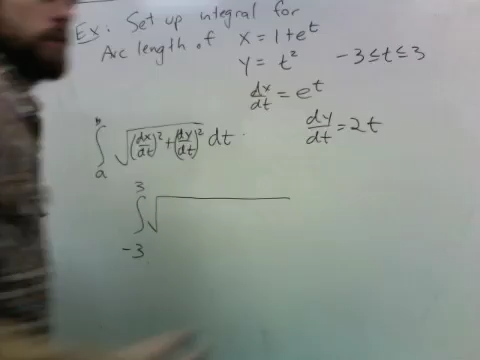 Ex. Set up integral for
Arc length of x = 1+e^t
y = t^2 -3≤t≤3
dx/dt = e^t
dy/dt = 2t
∫_a^b √((dx/dt)^2+(dy/dt)^2) dt.
∫_{-3}^3 √